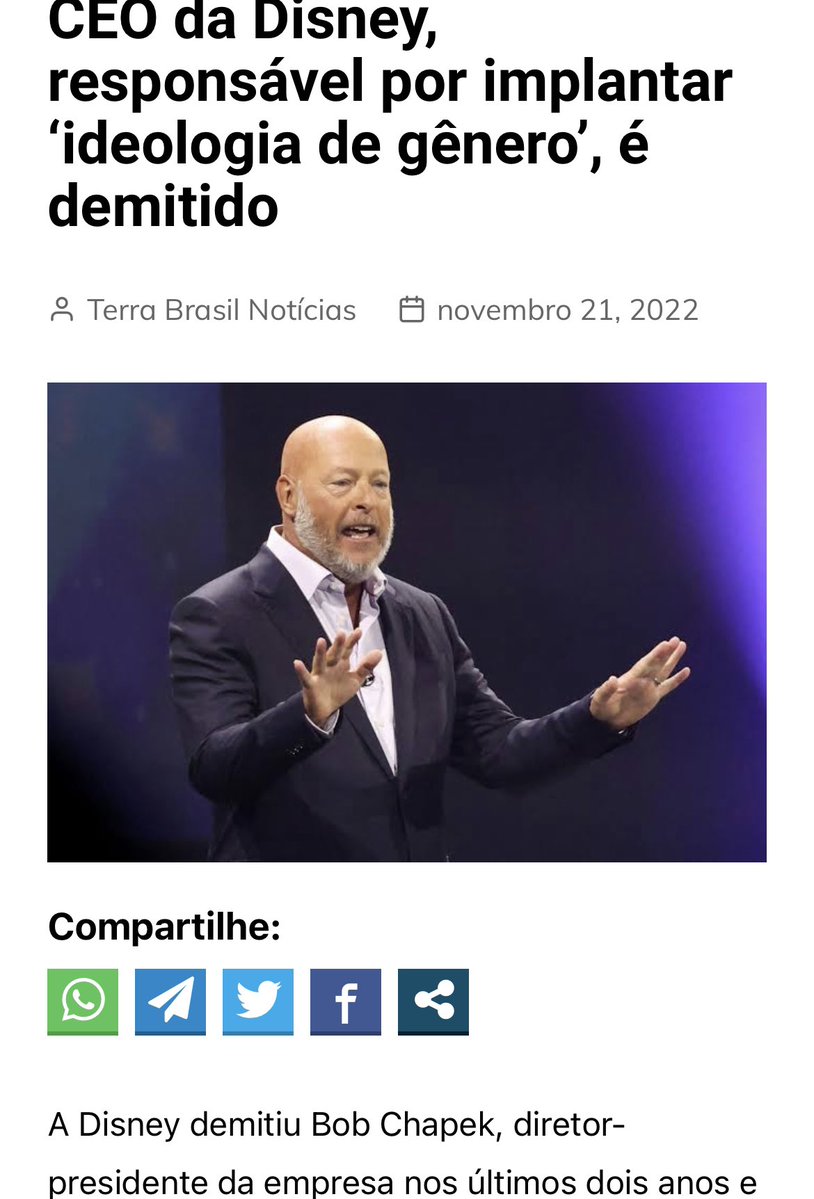 CEO da Disney,
responsável por implantar
‘ideologia de gênero’, é
demitido
Terra Brasil Notícias novembro 21, 2022
Compartilhe:
A Disney demitiu Bob Chapek, diretor-
presidente da empresa nos últimos dois anos e